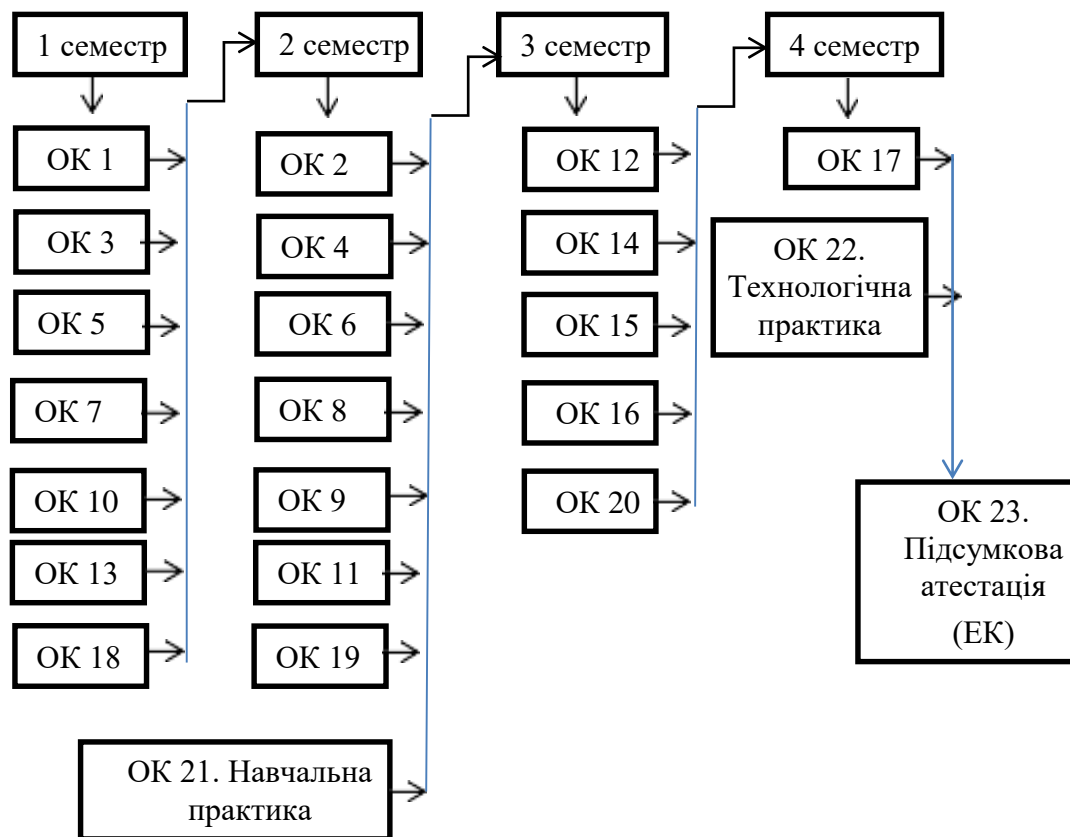 1 семестр
2 семестр
3 семестр
4 семестр
ОК 1
ОК 3
ОК 5
ОК 7
ОК 10
ОК 13
ОК 18
ОК 2
ОК 4
ОК 6
ОК 8
ОК 9
ОК 11
ОК 19
ОК 21. Навчальна
практика
ОК 12
ОК 14
ОК 15
ОК 16
ОК 20
ОК 17
ОК 22.
Технологічна
практика
ОК 23.
Підсумкова
атестація
(ЕК)